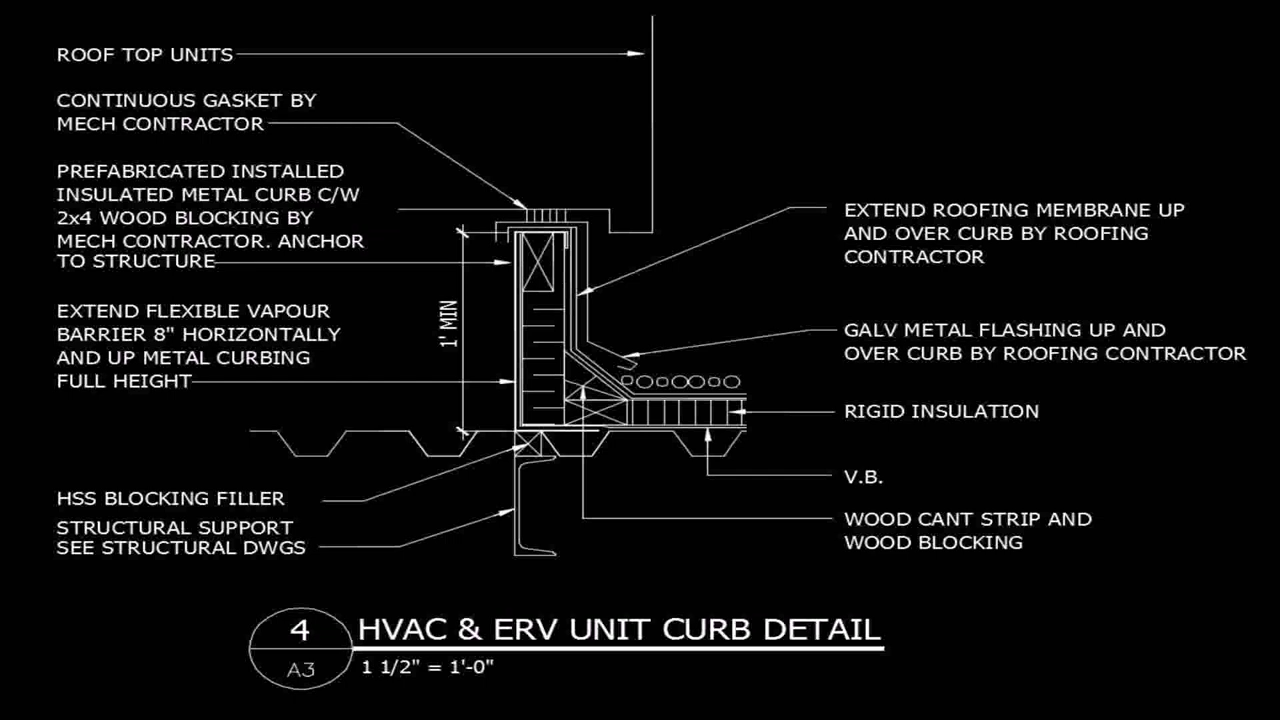 ROOF TOP UNITS
CONTINUOUS GASKET BY
MECH CONTRACTOR
PREFABRICATED INSTALLED
INSULATED METAL CURB C/W
2x4 WOOD BLOCKING BY
MECH CONTRACTOR. ANCHOR
TO STRUCTURE
EXTEND FLEXIBLE VAPOUR
BARRIER 8" HORIZONTALLY
AND UP METAL CURBING
FULL HEIGHT
HSS BLOCKING FILLER
STRUCTURAL SUPPORT
SEE STRUCTURAL DWGS
1' MIN
EXTEND ROOFING MEMBRANE UP
AND OVER CURB BY ROOFING
CONTRACTOR
GALV METAL FLASHING UP AND
OVER CURB BY ROOFING CONTRACTOR
RIGID INSULATION
V.B.
WOOD CANT STRIP AND
WOOD BLOCKING
4
A3
HVAC & ERV UNIT CURB DETAIL
1 1/2" = 1'-0"